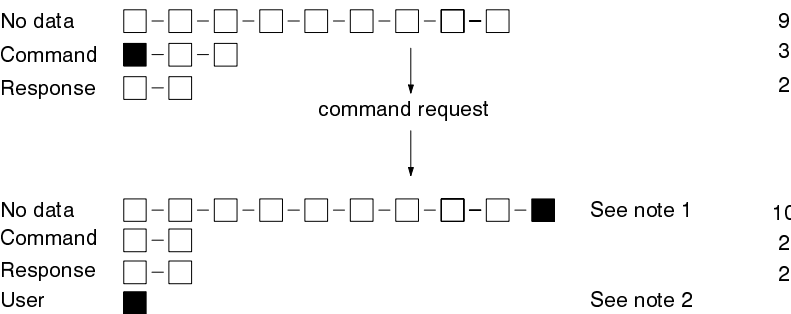 No data 9
Command 3
Response 2
command request
No data See note 1 10
Command 2
Response 2
User See note 2